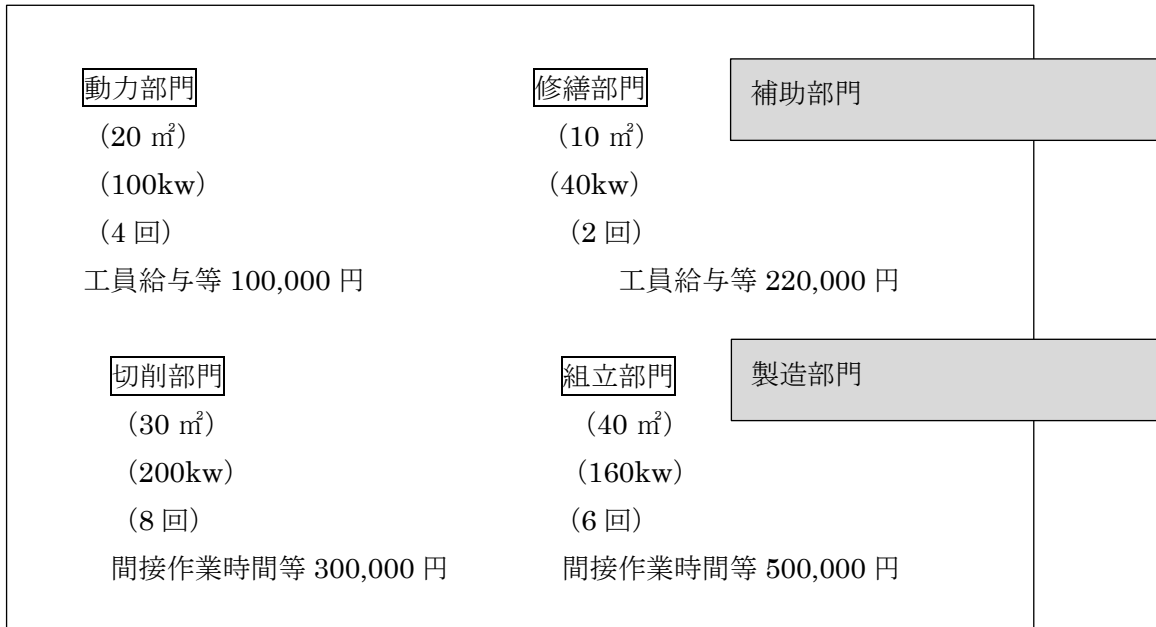 動力部門
（20 ㎡）
（100kw）
（4 回）
工員給与等 100,000 円
修繕部門
（10 ㎡）
（40kw）
（2 回）
工員給与等 220,000 円
補助部門
切削部門
（30 ㎡）
（200kw）
（8 回）
間接作業時間等 300,000 円
組立部門
（40 ㎡）
（160kw）
（6 回）
間接作業時間等 500,000 円
製造部門